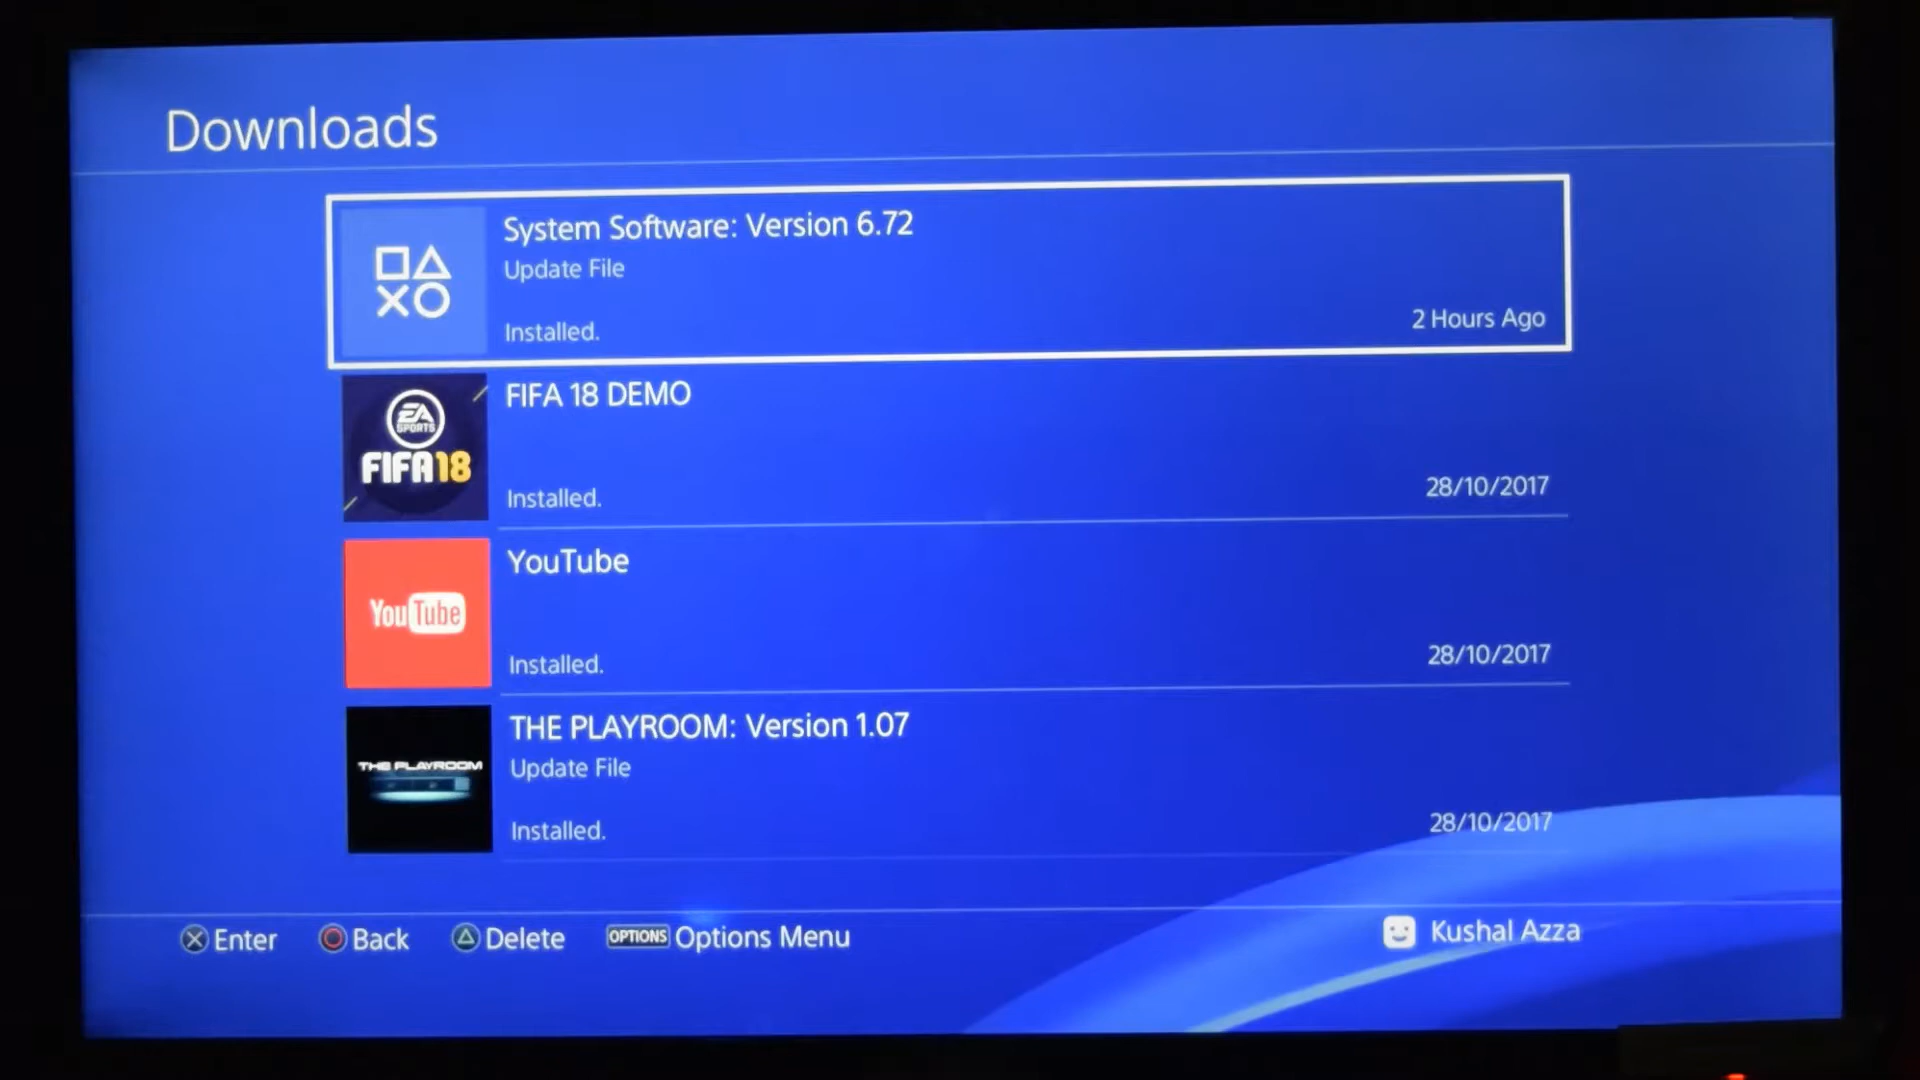 Downloads
System Software: Version 6.72
Update File
Installed.
2 Hours Ago
EA
SPORTS
FIFA18
FIFA 18 DEMO
Installed.
28/10/2017
YouTube
YouTube
Installed.
28/10/2017
THE PLAYROOM
THE PLAYROOM: Version 1.07
Update File
Installed.
28/10/2017
Enter
Back
Delete
OPTIONS Options Menu
Kushal Azza